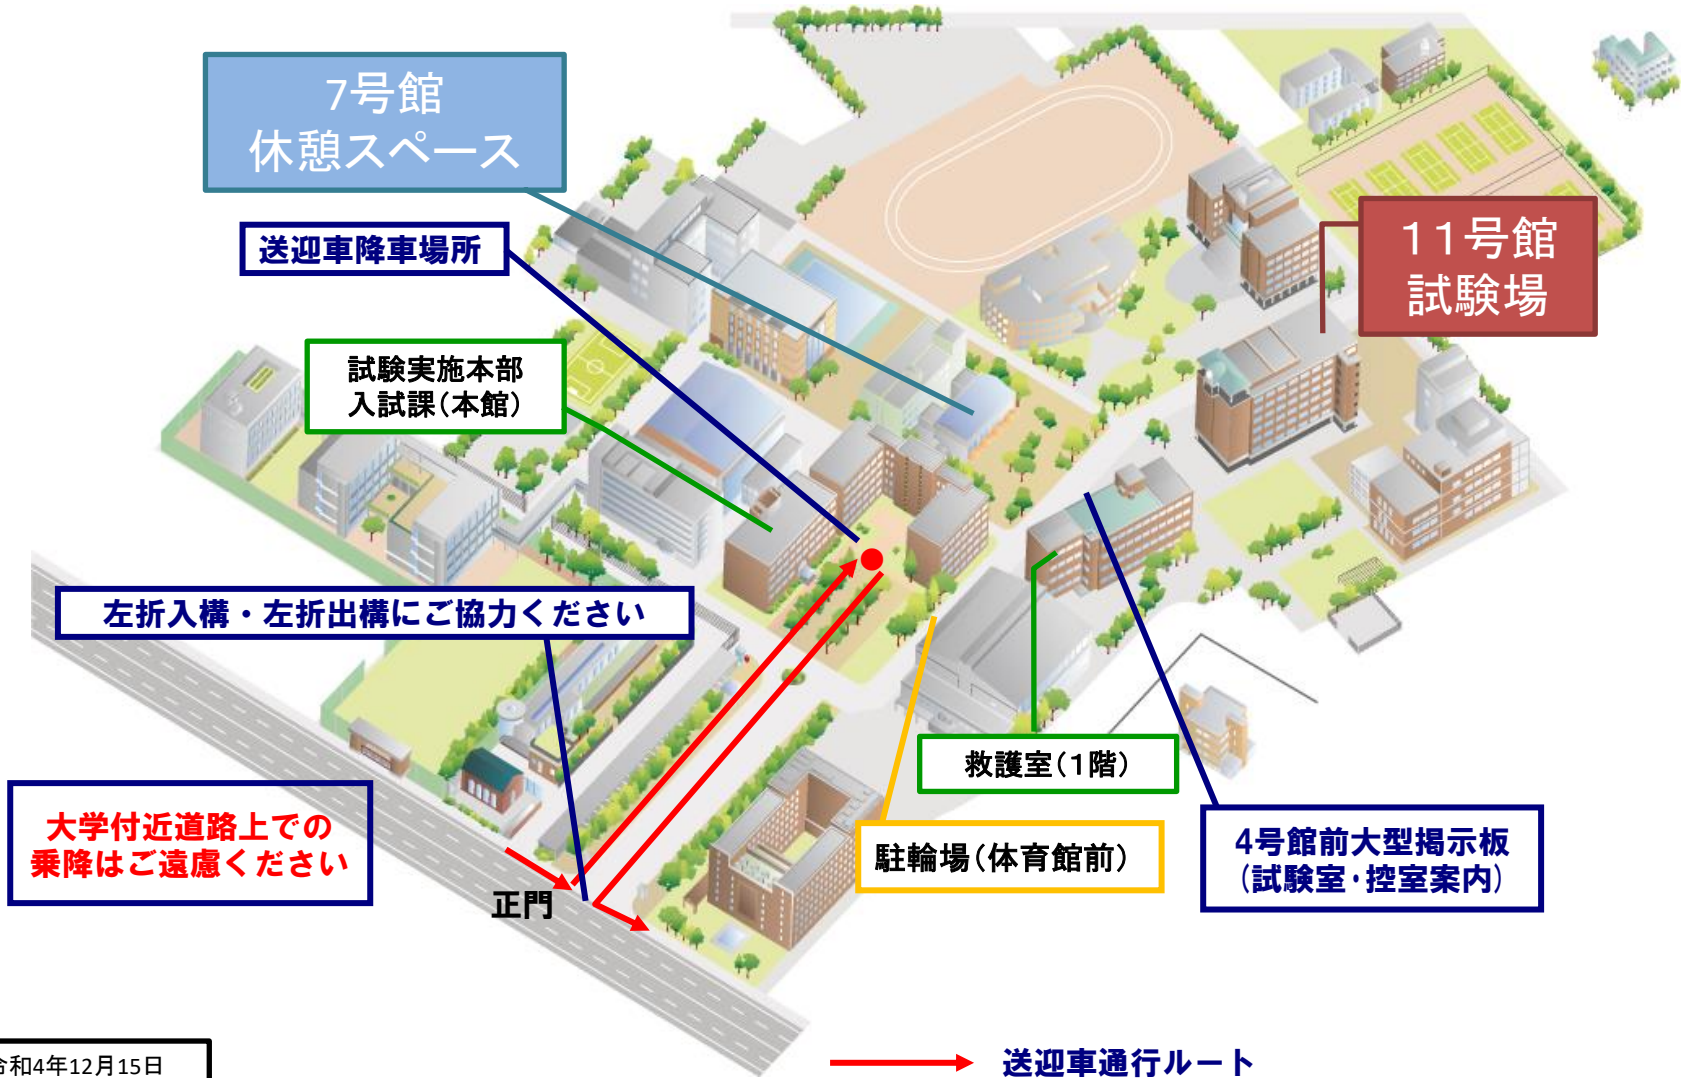 7号館
休憩スペース
送迎車降車場所
11号館
試験場
試験実施本部
入試課(本館)
左折入構・左折出構にご協力ください
救護室(1階)
大学付近道路上での
乗降はご遠慮ください
正門
駐輪場(体育館前)
4号館前大型掲示板
(試験室・控室案内)
令和4年12月15日
送迎車通行ルート